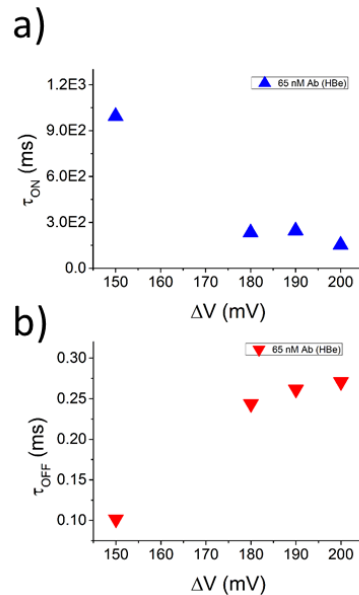 a)
65 nM Ab (HBe)
1.2E3
9.0E2
6.0E2
3.0E2
0.0
τON (ms)
150 160 170 180 190 200
ΔV (mV)
b)
65 nM Ab (HBe)
0.30
0.25
0.20
0.15
0.10
τOFF (ms)
150 160 170 180 190 200
ΔV (mV)